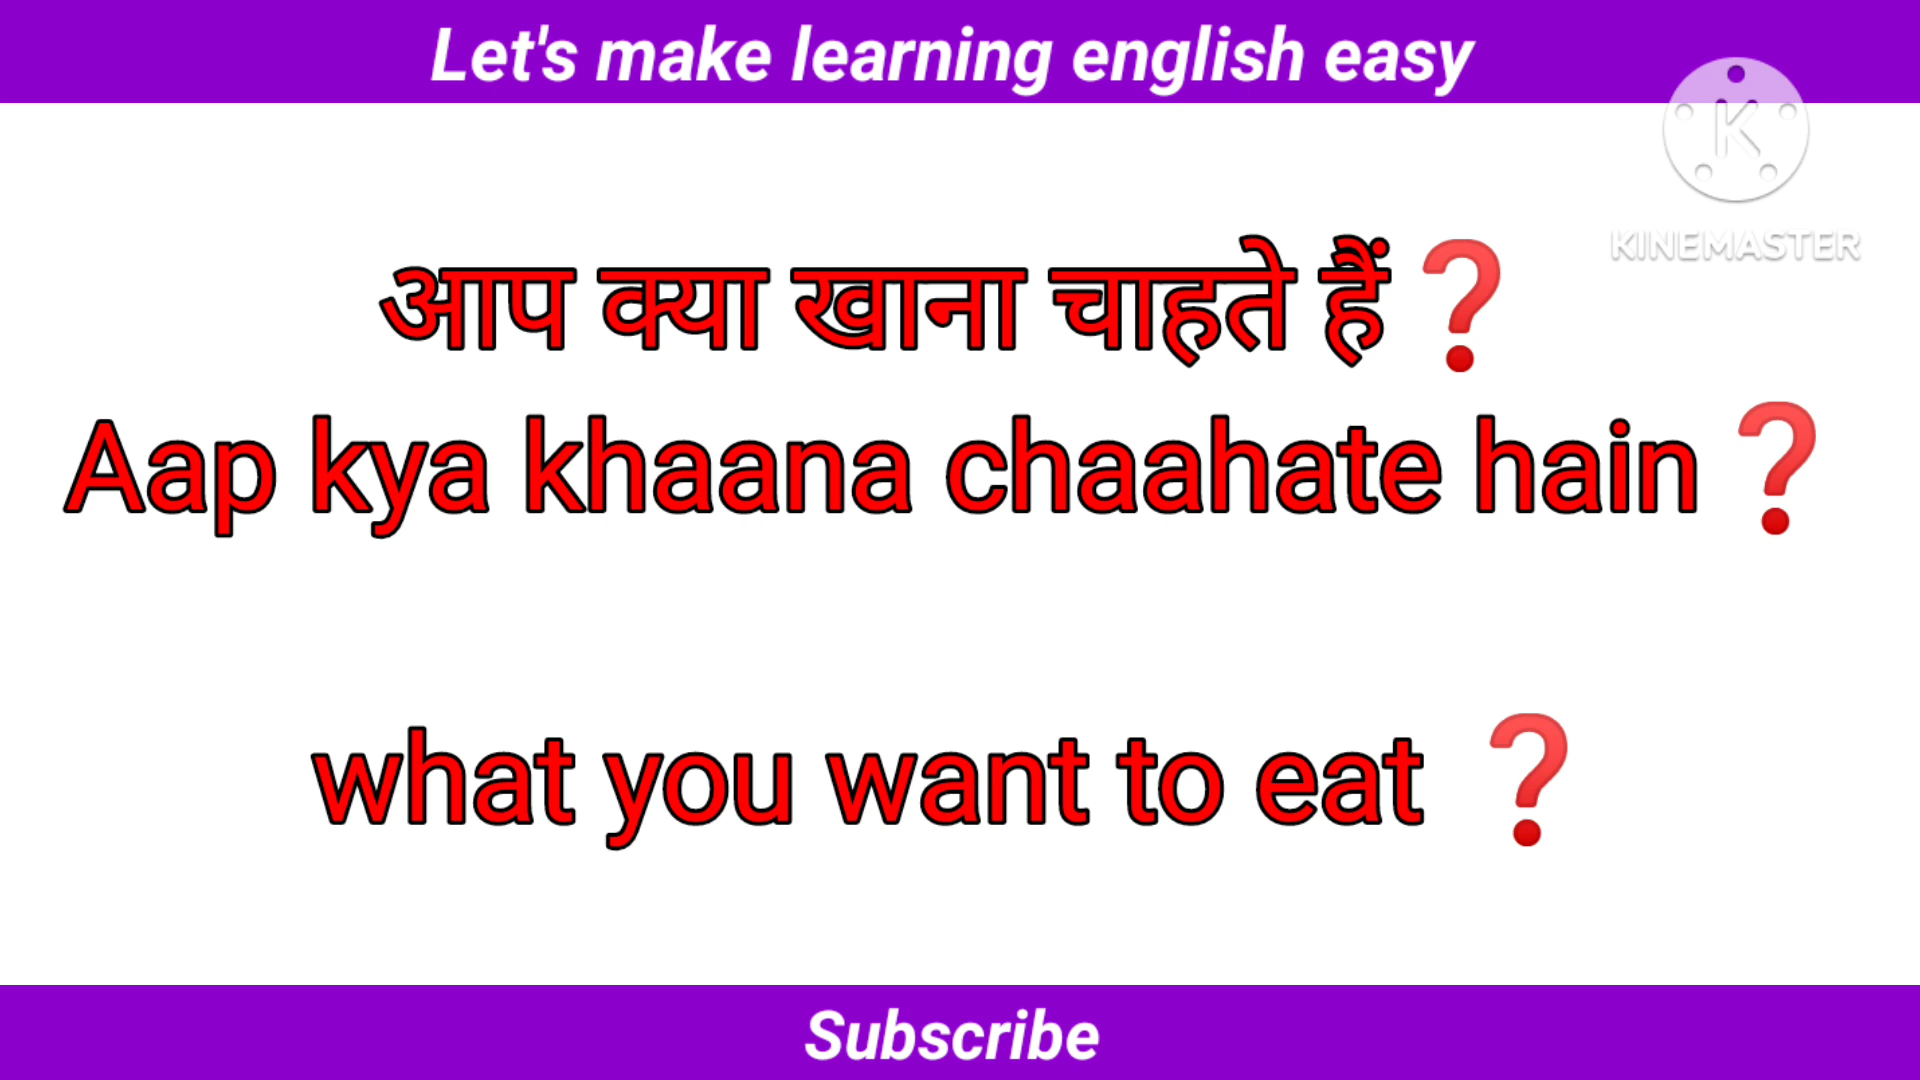 Let's make learning english easy
K
KINEMASTER
आप क्या खाना चाहते हैं❓
Aap kya khaana chaahate hain❓
what you want to eat ❓
Subscribe